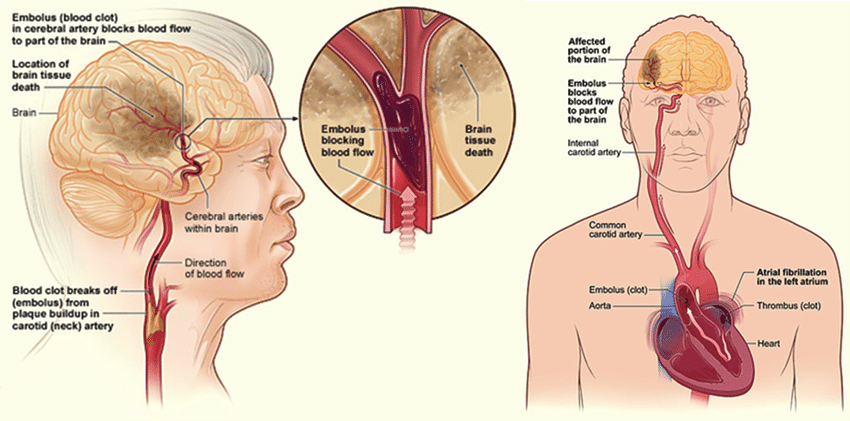 Embolus (blood clot)
in cerebral artery blocks blood flow
to part of the brain
Location of
brain tissue
death
Brain
Cerebral arteries
within brain
Direction
of blood flow
Blood clot breaks off
(embolus) from
plaque buildup in
carotid (neck) artery
Embolus
blocking
blood flow
Brain
tissue
death
Affected
portion of
the brain
Embolus
blocks
blood flow
to part of
the brain
Internal
carotid artery
Common
carotid artery
Embolus (clot)
Aorta
Atrial fibrillation
in the left atrium
Thrombus (clot)
Heart